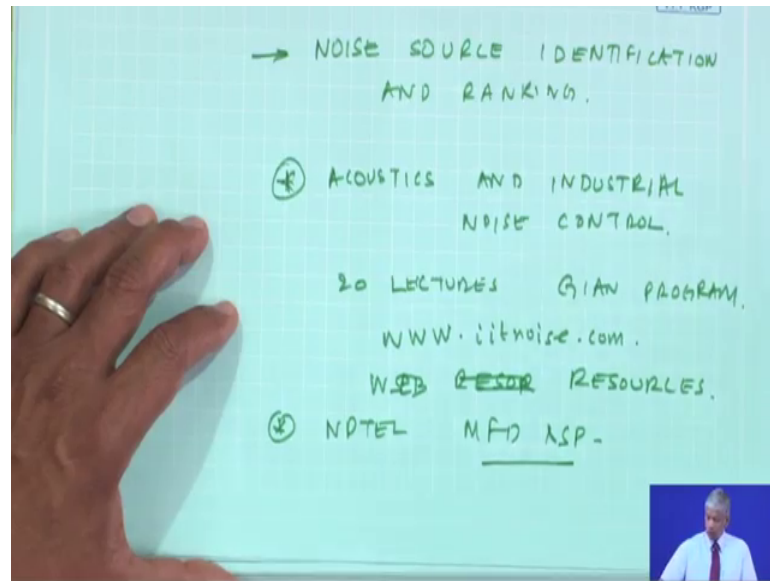 → NOISE SOURCE IDENTIFICATION
AND RANKING.
* ACOUSTICS AND INDUSTRIAL
NOISE CONTROL.
20 LECTURES GIAN PROGRAM.
WWW.iitnoise.com.
WEB RESOURCES.
* NPTEL MFD ASP-